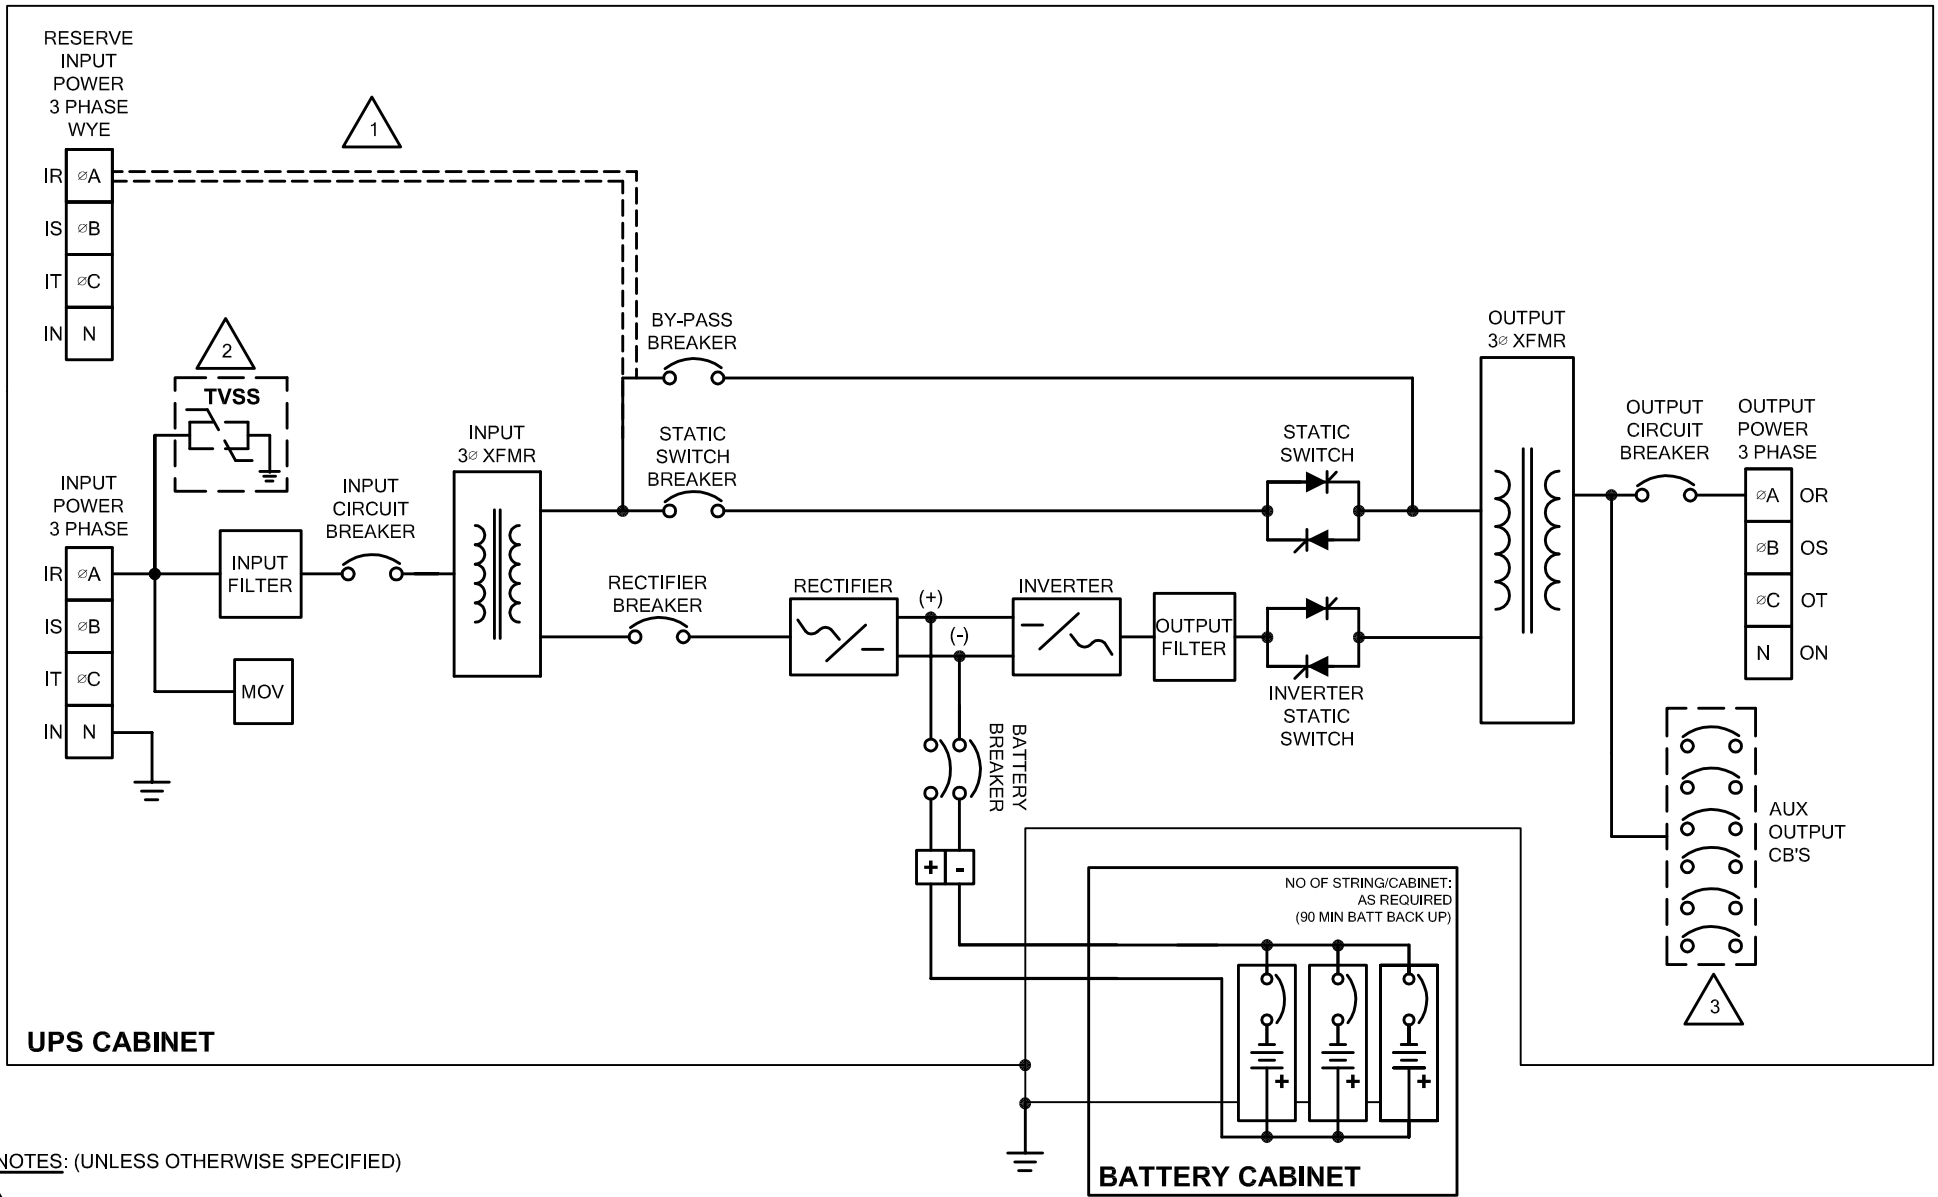 RESERVE
INPUT
POWER
3 PHASE
WYE
IR ⌀A
IS ⌀B
IT ⌀C
IN N
1
2
TVSS
INPUT
POWER
3 PHASE
IR ⌀A
IS ⌀B
IT ⌀C
IN N
INPUT
FILTER
MOV
INPUT
CIRCUIT
BREAKER
INPUT
3⌀ XFMR
BY-PASS
BREAKER
STATIC
SWITCH
BREAKER
RECTIFIER
BREAKER
RECTIFIER
(+)
(-)
INVERTER
OUTPUT
FILTER
STATIC
SWITCH
INVERTER
STATIC
SWITCH
BATTERY
BREAKER
+ -
OUTPUT
3⌀ XFMR
OUTPUT
CIRCUIT
BREAKER
OUTPUT
POWER
3 PHASE
⌀A OR
⌀B OS
⌀C OT
N ON
AUX
OUTPUT
CB'S
3
NO OF STRING/CABINET:
AS REQUIRED
(90 MIN BATT BACK UP)
+ + +
BATTERY CABINET
UPS CABINET
NOTES: (UNLESS OTHERWISE SPECIFIED)